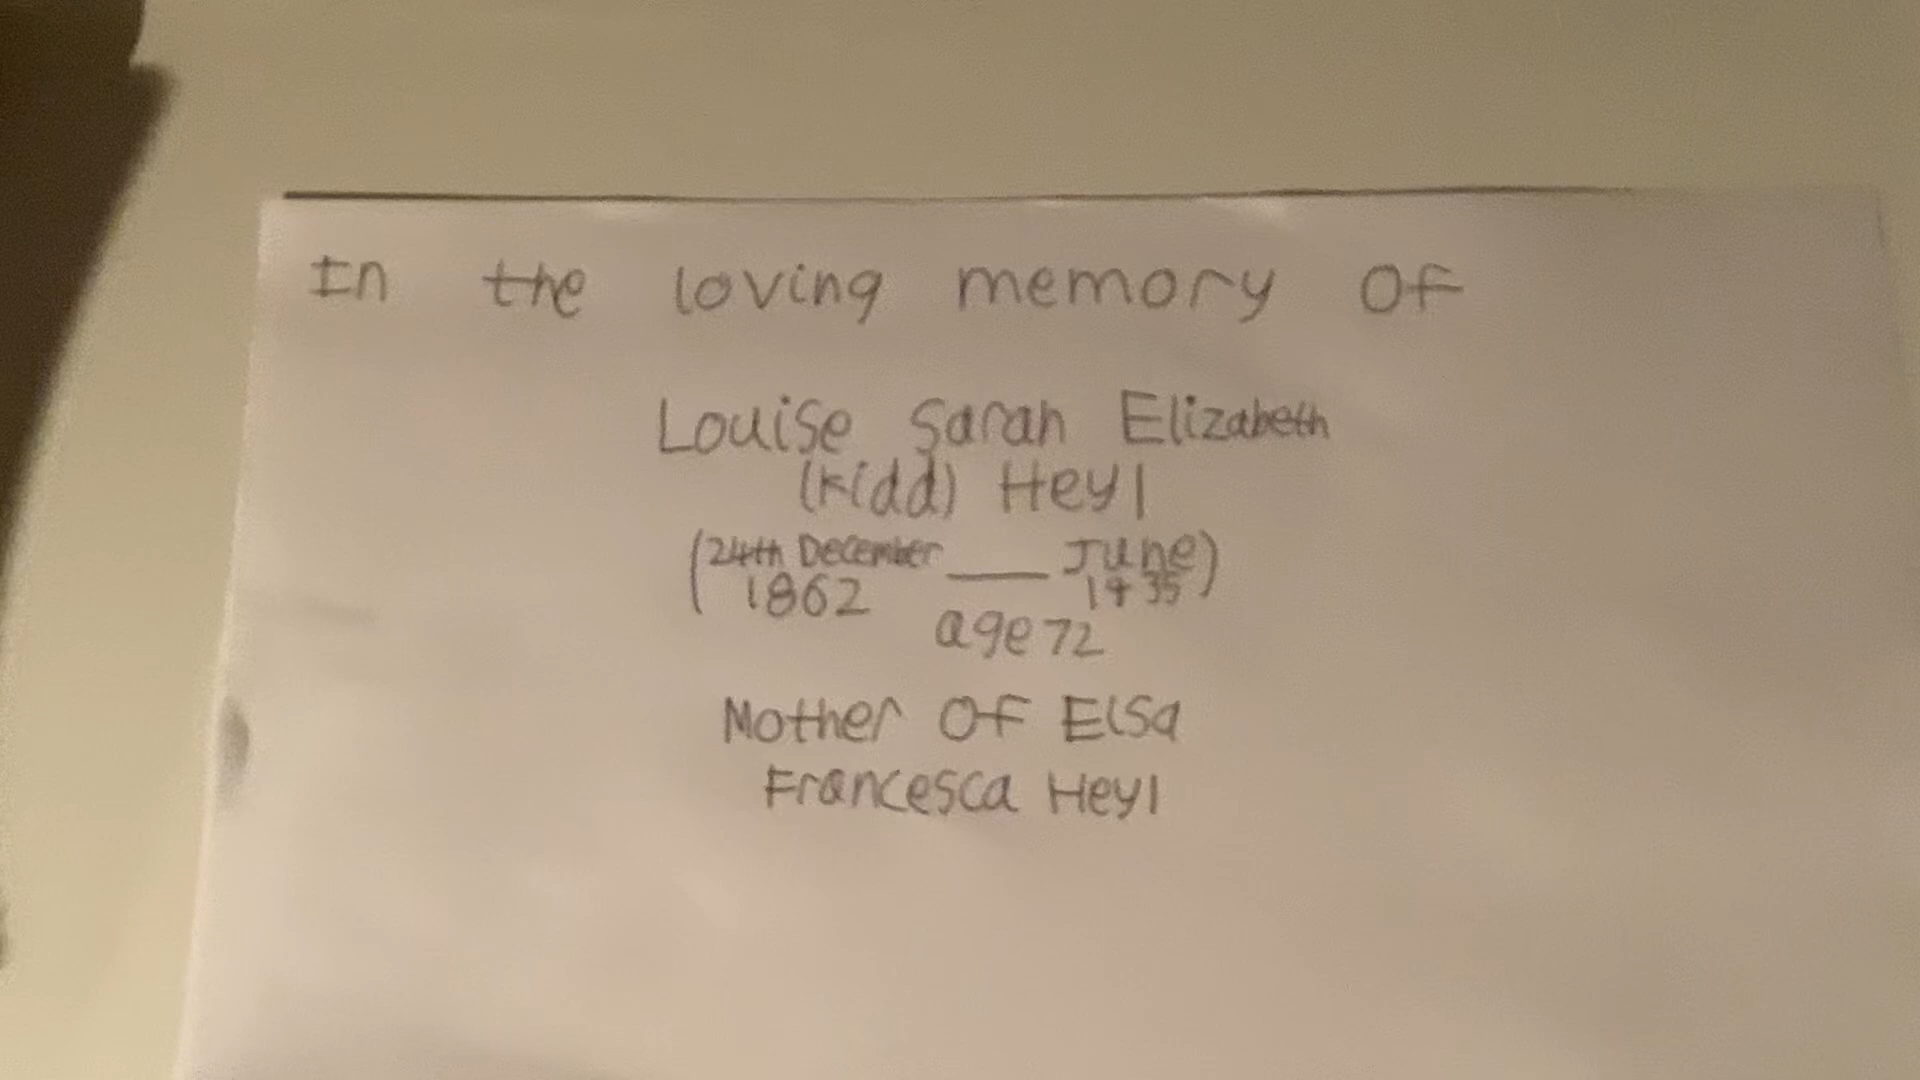 In the loving memory of
Louise Sarah Elizabeth
(Kidd) Heyl
(24th December 1862 — June 1935)
age 72
Mother of Elsa
Francesca Heyl